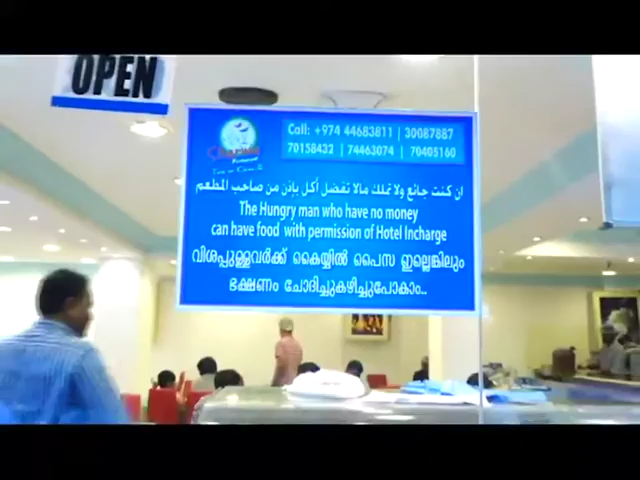 OPEN
Call: +974 44683811 | 30087887
70158432 | 74463074 | 70405160
ان كنت جائع ولا تملك مالا تفضل أكل بإذن من صاحب المطعم
The Hungry man who have no money
can have food with permission of Hotel Incharge
വിശപ്പുള്ളവർക്ക് കൈയ്യിൽ പൈസ ഇല്ലെങ്കിലും
ഭക്ഷണം ചോദിച്ചുകഴിച്ചുപോകാം..